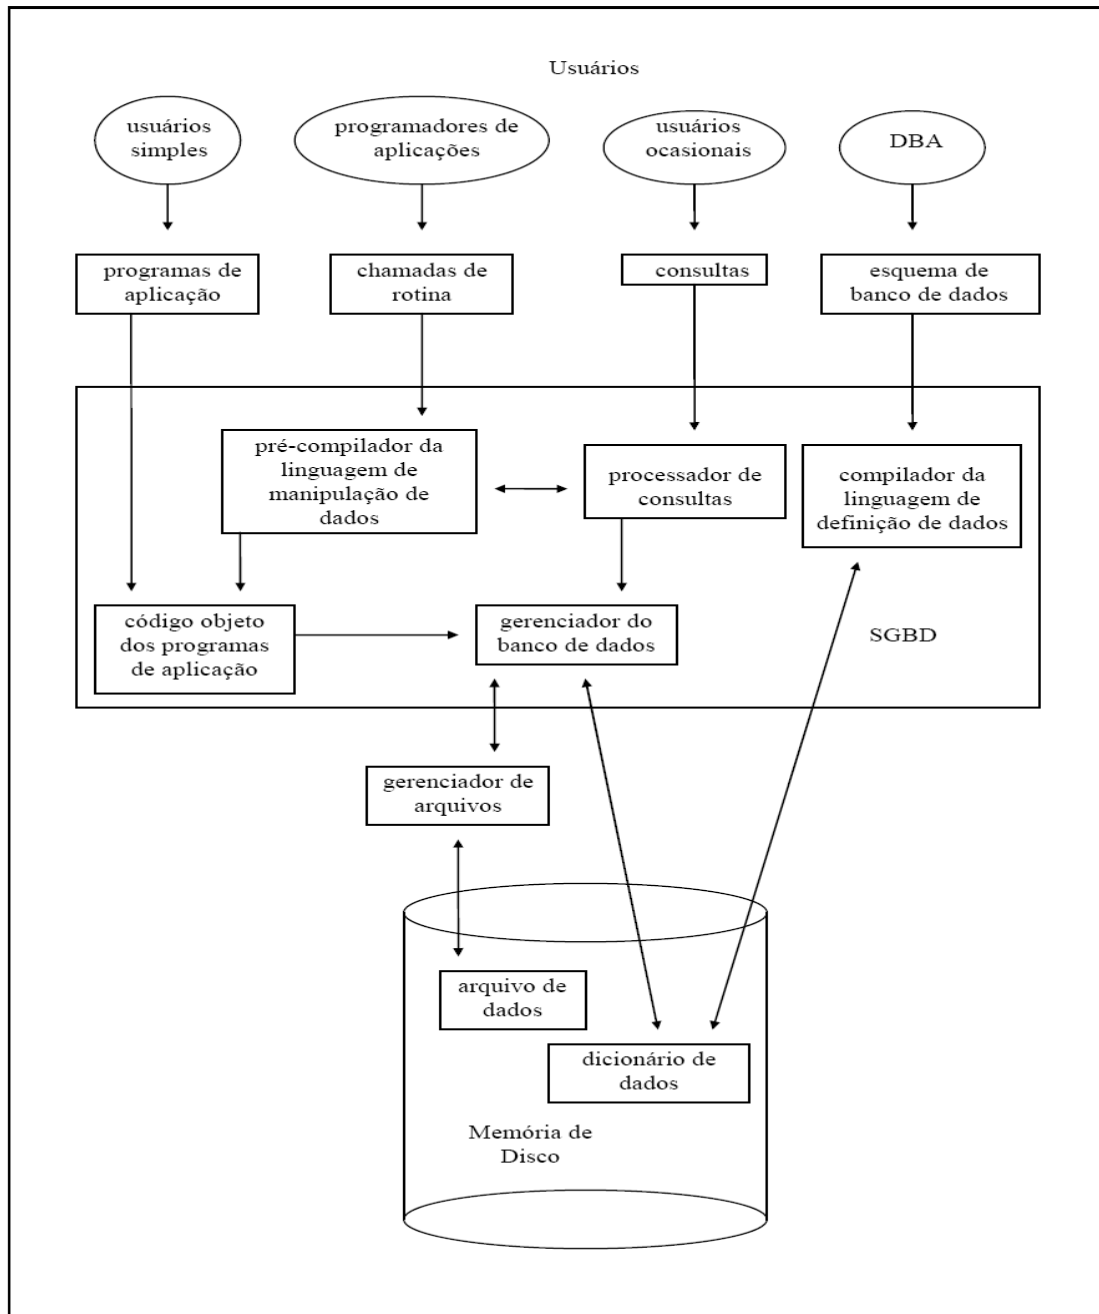 Usuários
usuários
simples
programadores de
aplicações
usuários
ocasionais
DBA
programas de
aplicação
chamadas de
rotina
consultas
esquema de
banco de dados
pré-compilador da
linguagem de
manipulação de
dados
processador de
consultas
compilador da
linguagem de
definição de dados
código objeto
dos programas
de aplicação
gerenciador do
banco de dados
SGBD
gerenciador de
arquivos
arquivo de
dados
dicionário de
dados
Memória de
Disco